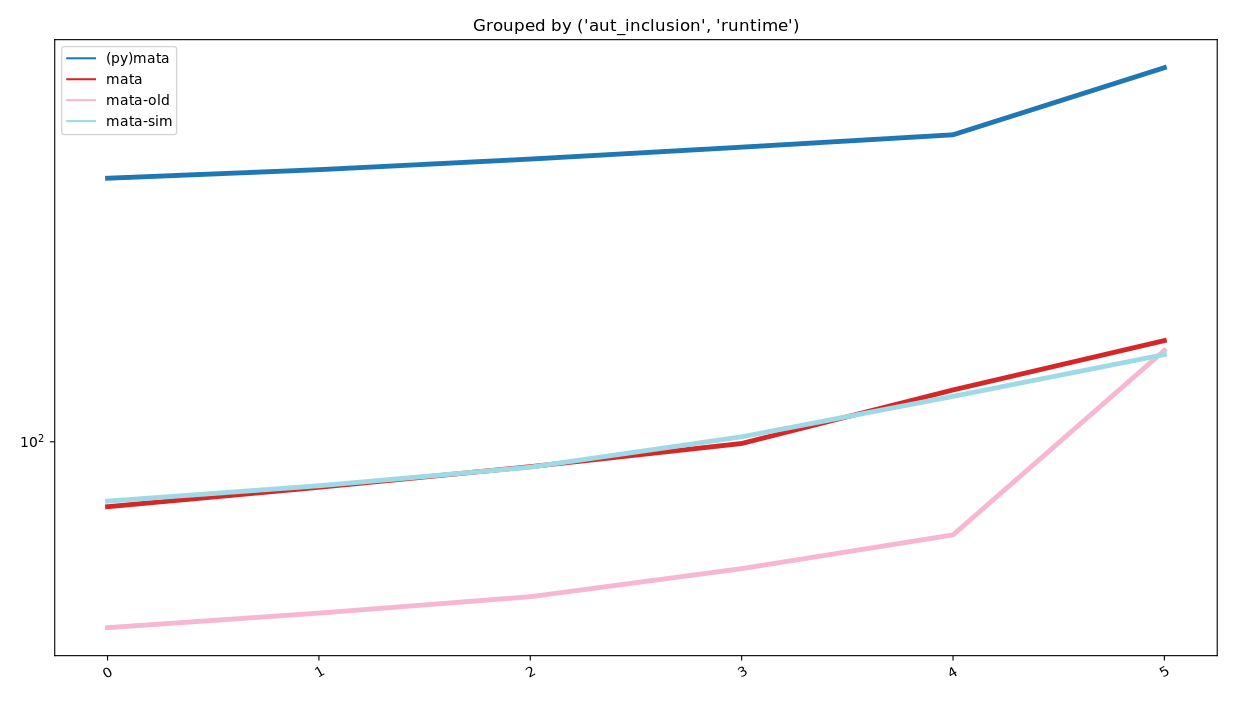 Grouped by ('aut_inclusion', 'runtime')
(py)mata
mata
mata-old
mata-sim
10²
0 1 2 3 4 5